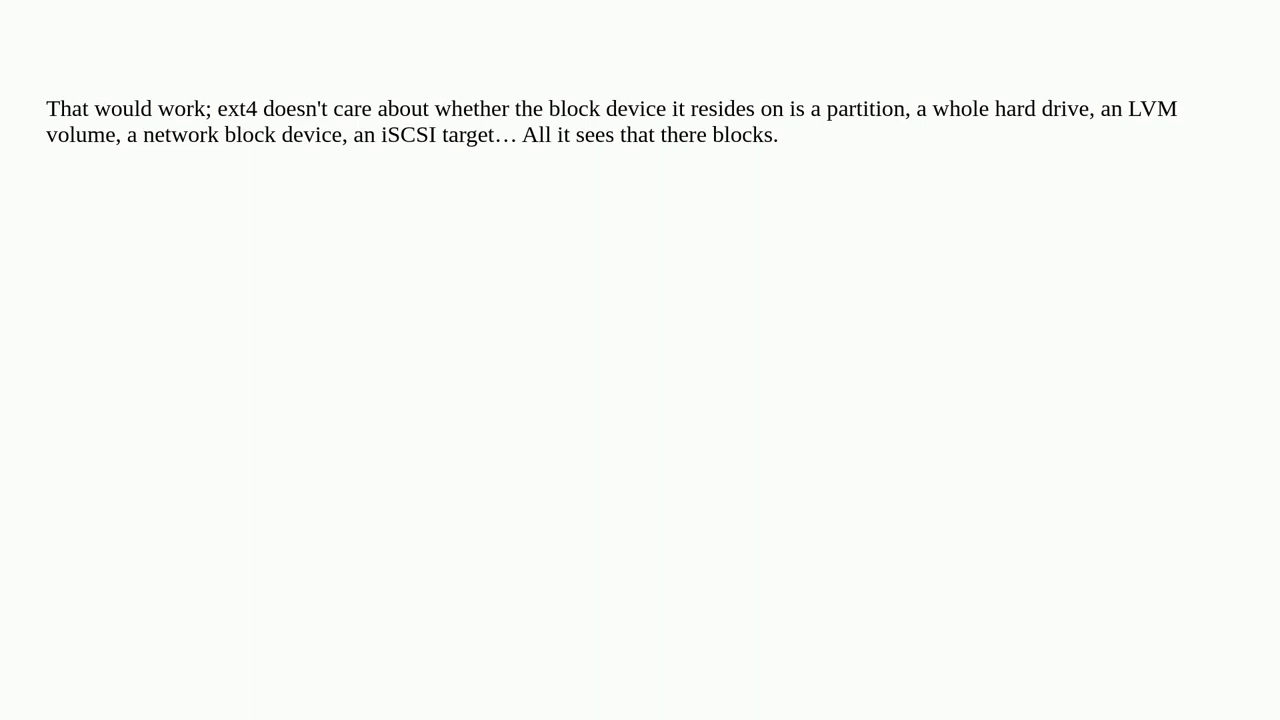 That would work; ext4 doesn't care about whether the block device it resides on is a partition, a whole hard drive, an LVM
volume, a network block device, an iSCSI target… All it sees that there blocks.